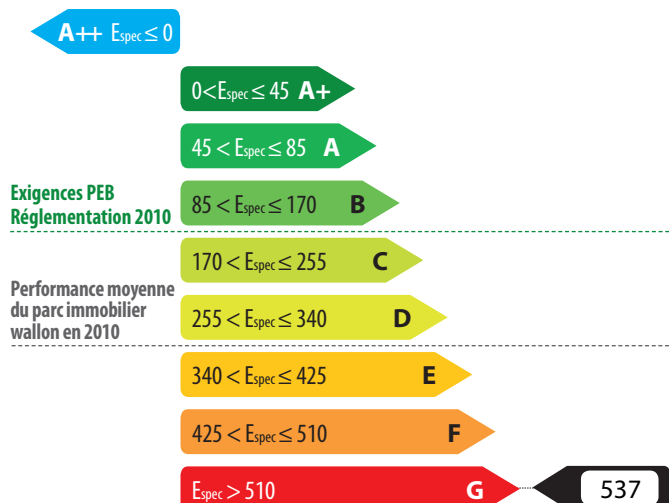 A++ Espec ≤ 0
0<Espec ≤ 45 A+
45 < Espec ≤ 85 A
Exigences PEB
Réglementation 2010
85 < Espec ≤ 170 B
170 < Espec ≤ 255 C
Performance moyenne
du parc immobilier
wallon en 2010
255 < Espec ≤ 340 D
340 < Espec ≤ 425 E
425 < Espec ≤ 510 F
Espec > 510 G 537